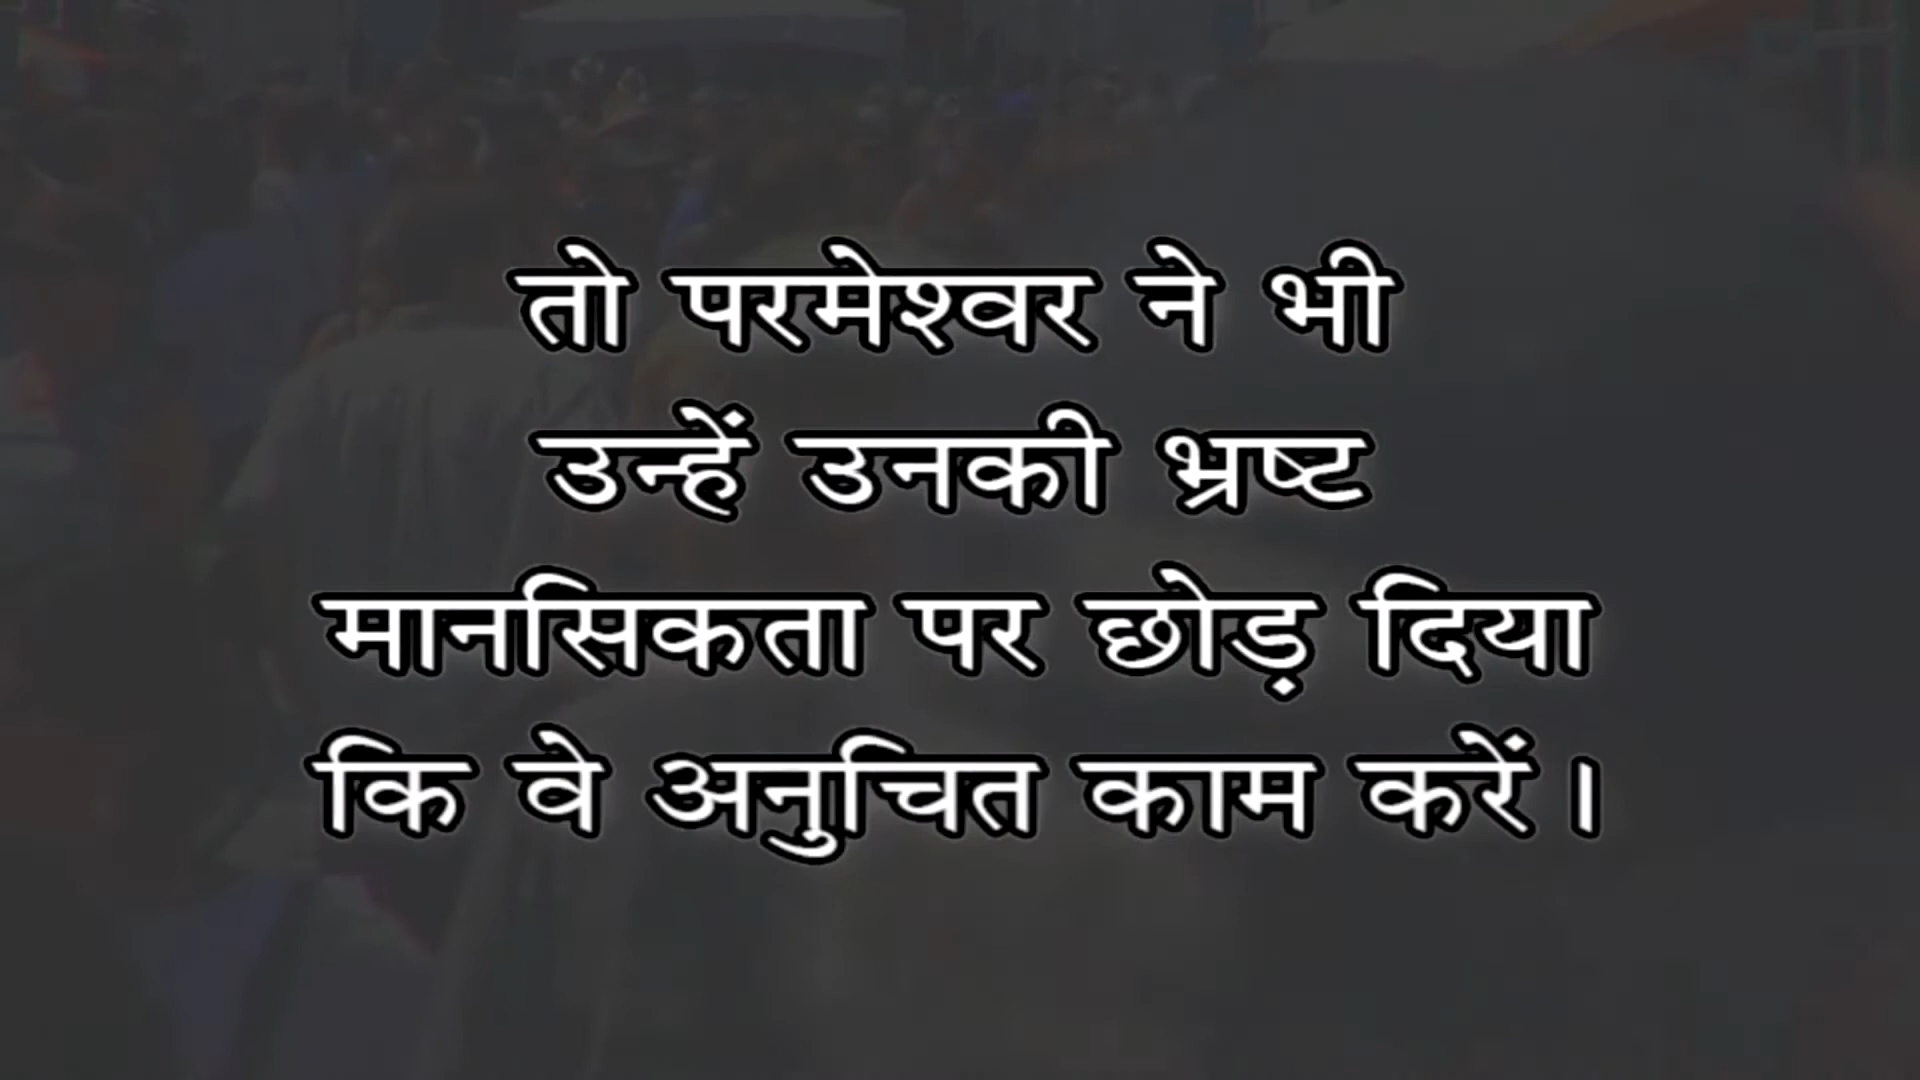 तो परमेश्वर ने भी
उन्हें उनकी भ्रष्ट
मानसिकता पर छोड़ दिया
कि वे अनुचित काम करें।